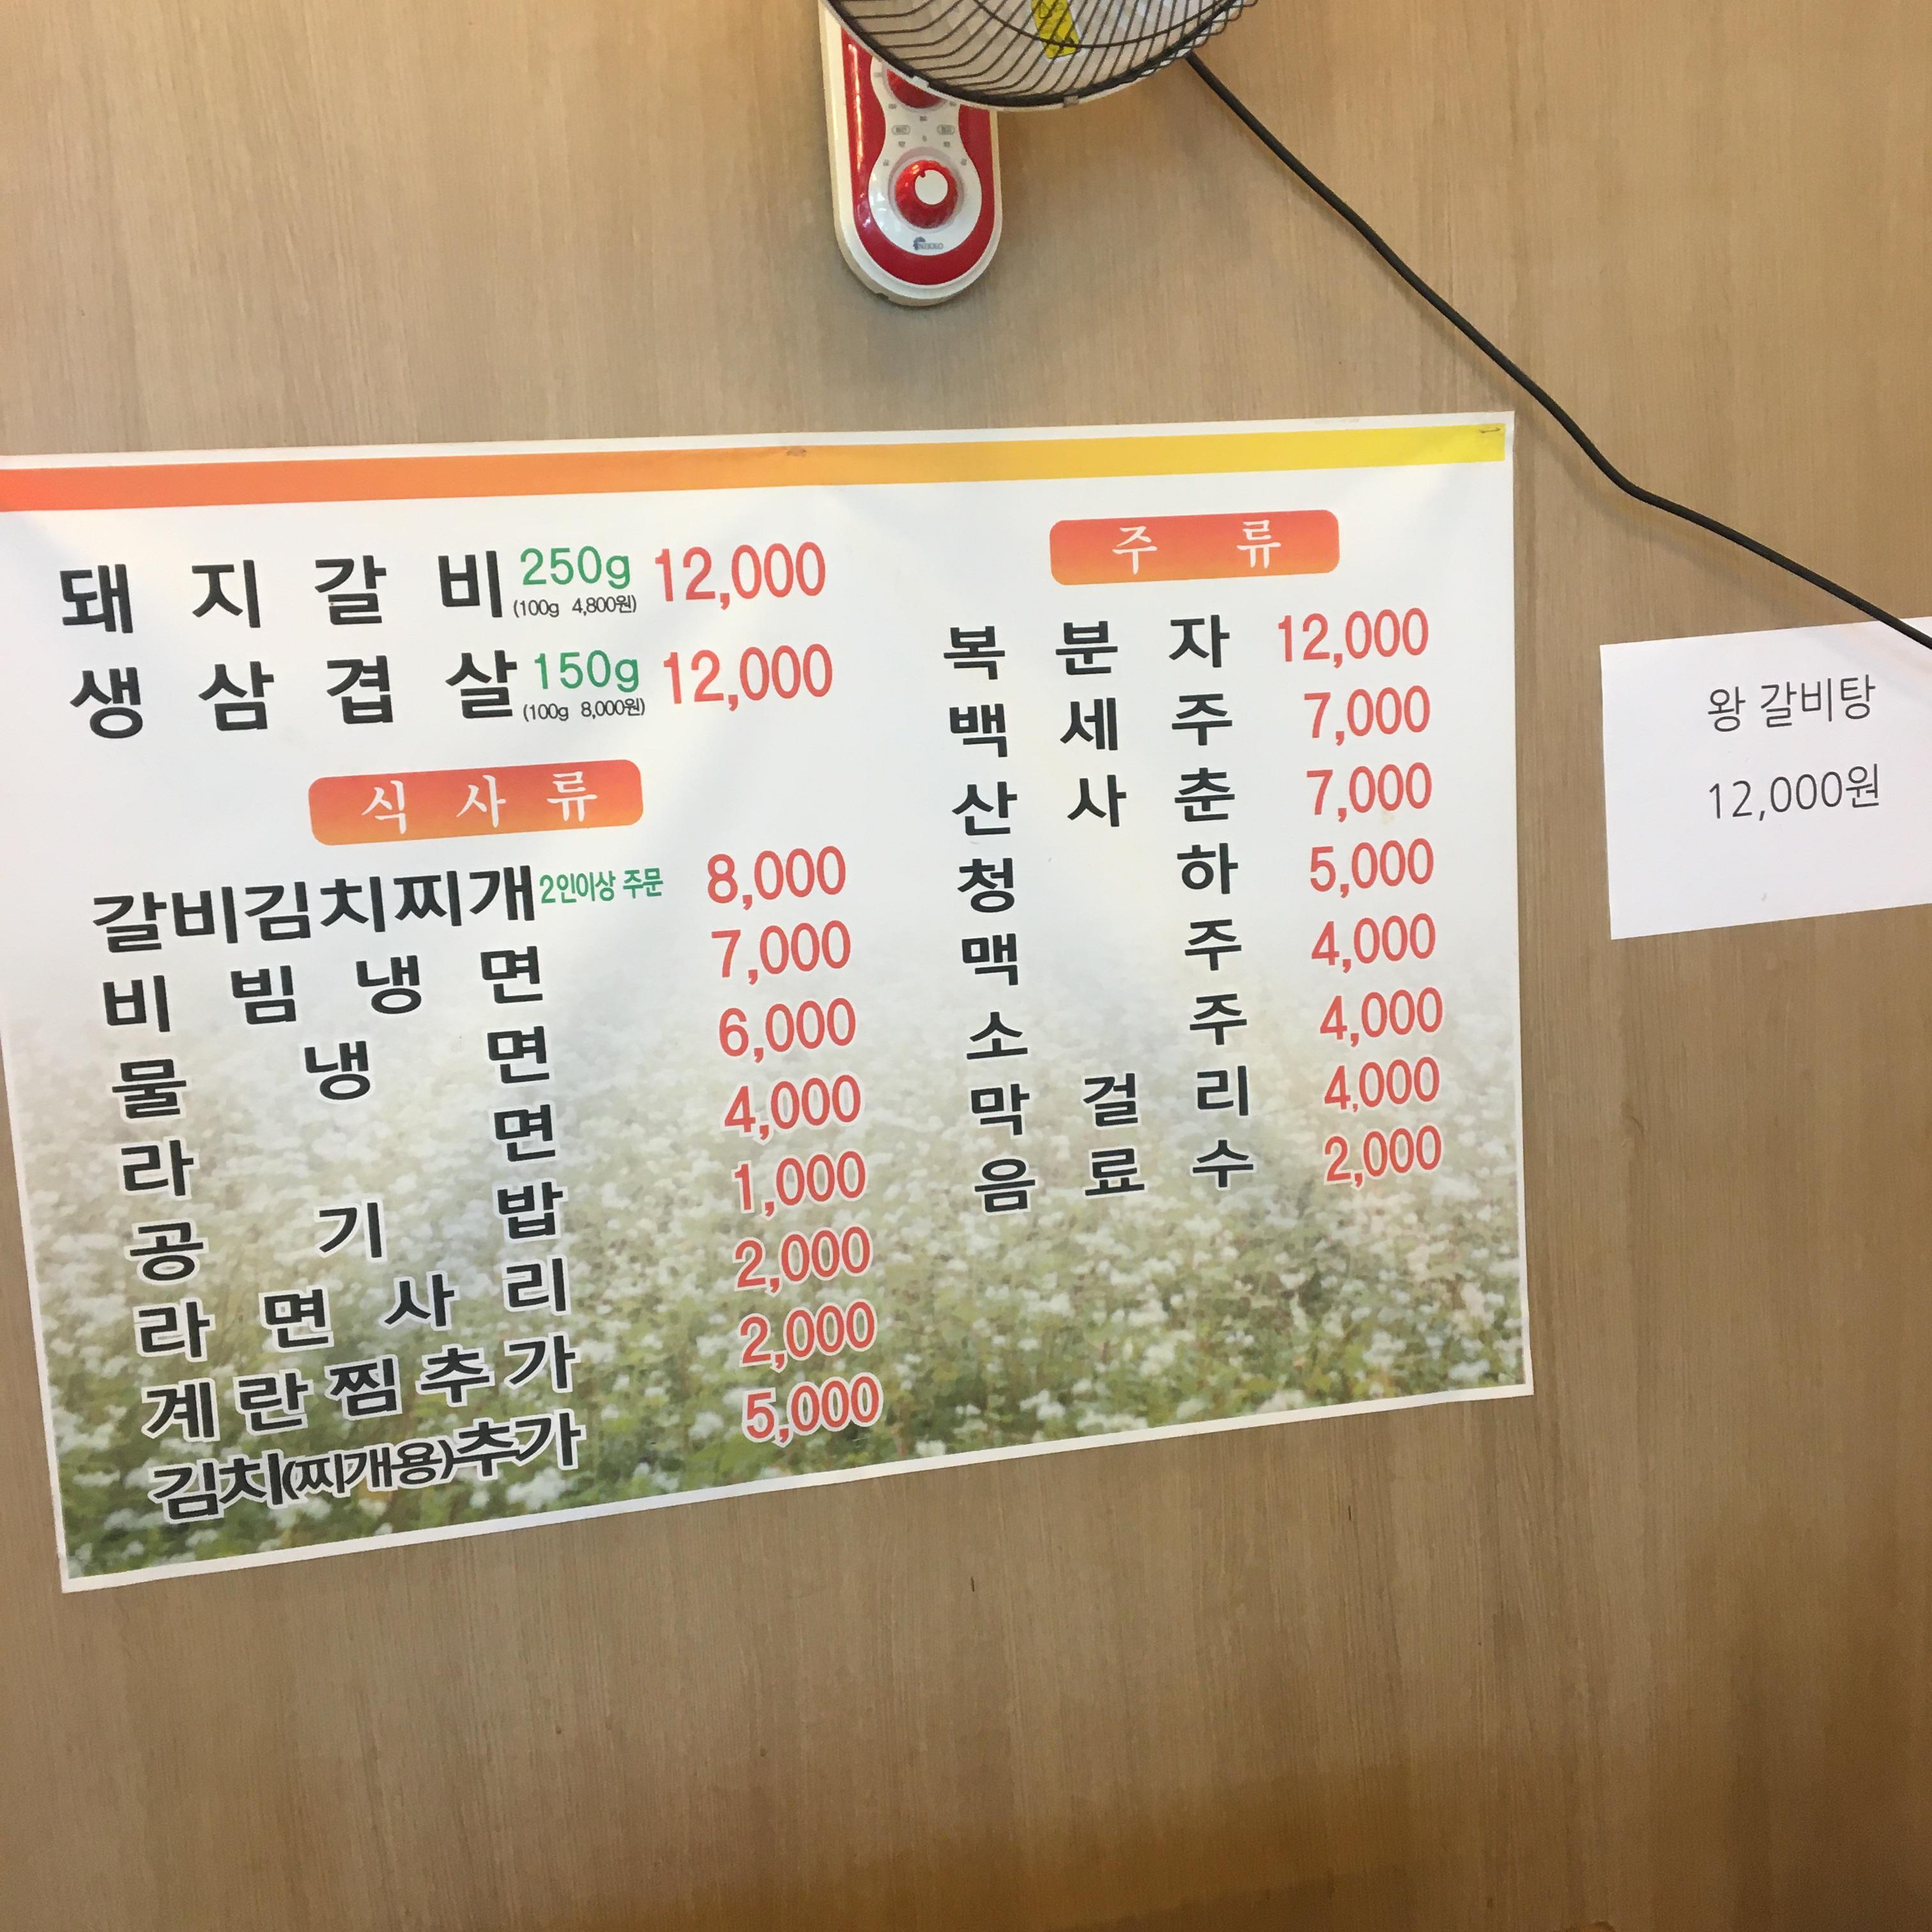 돼지갈비 250g 12,000
(100g 4,800원)
생삼겹살 150g 12,000
(100g 8,000원)
식사류
갈비김치찌개 2인이상 주문 8,000
비빔냉면 7,000
물냉면 6,000
라면 4,000
공기밥 1,000
라면사리 2,000
계란찜추가 2,000
김치(찌개용)추가 5,000
주류
복분자 12,000
백세주 7,000
산사춘 7,000
청하 5,000
맥주 4,000
소주 4,000
막걸리 4,000
음료수 2,000
왕 갈비탕
12,000원